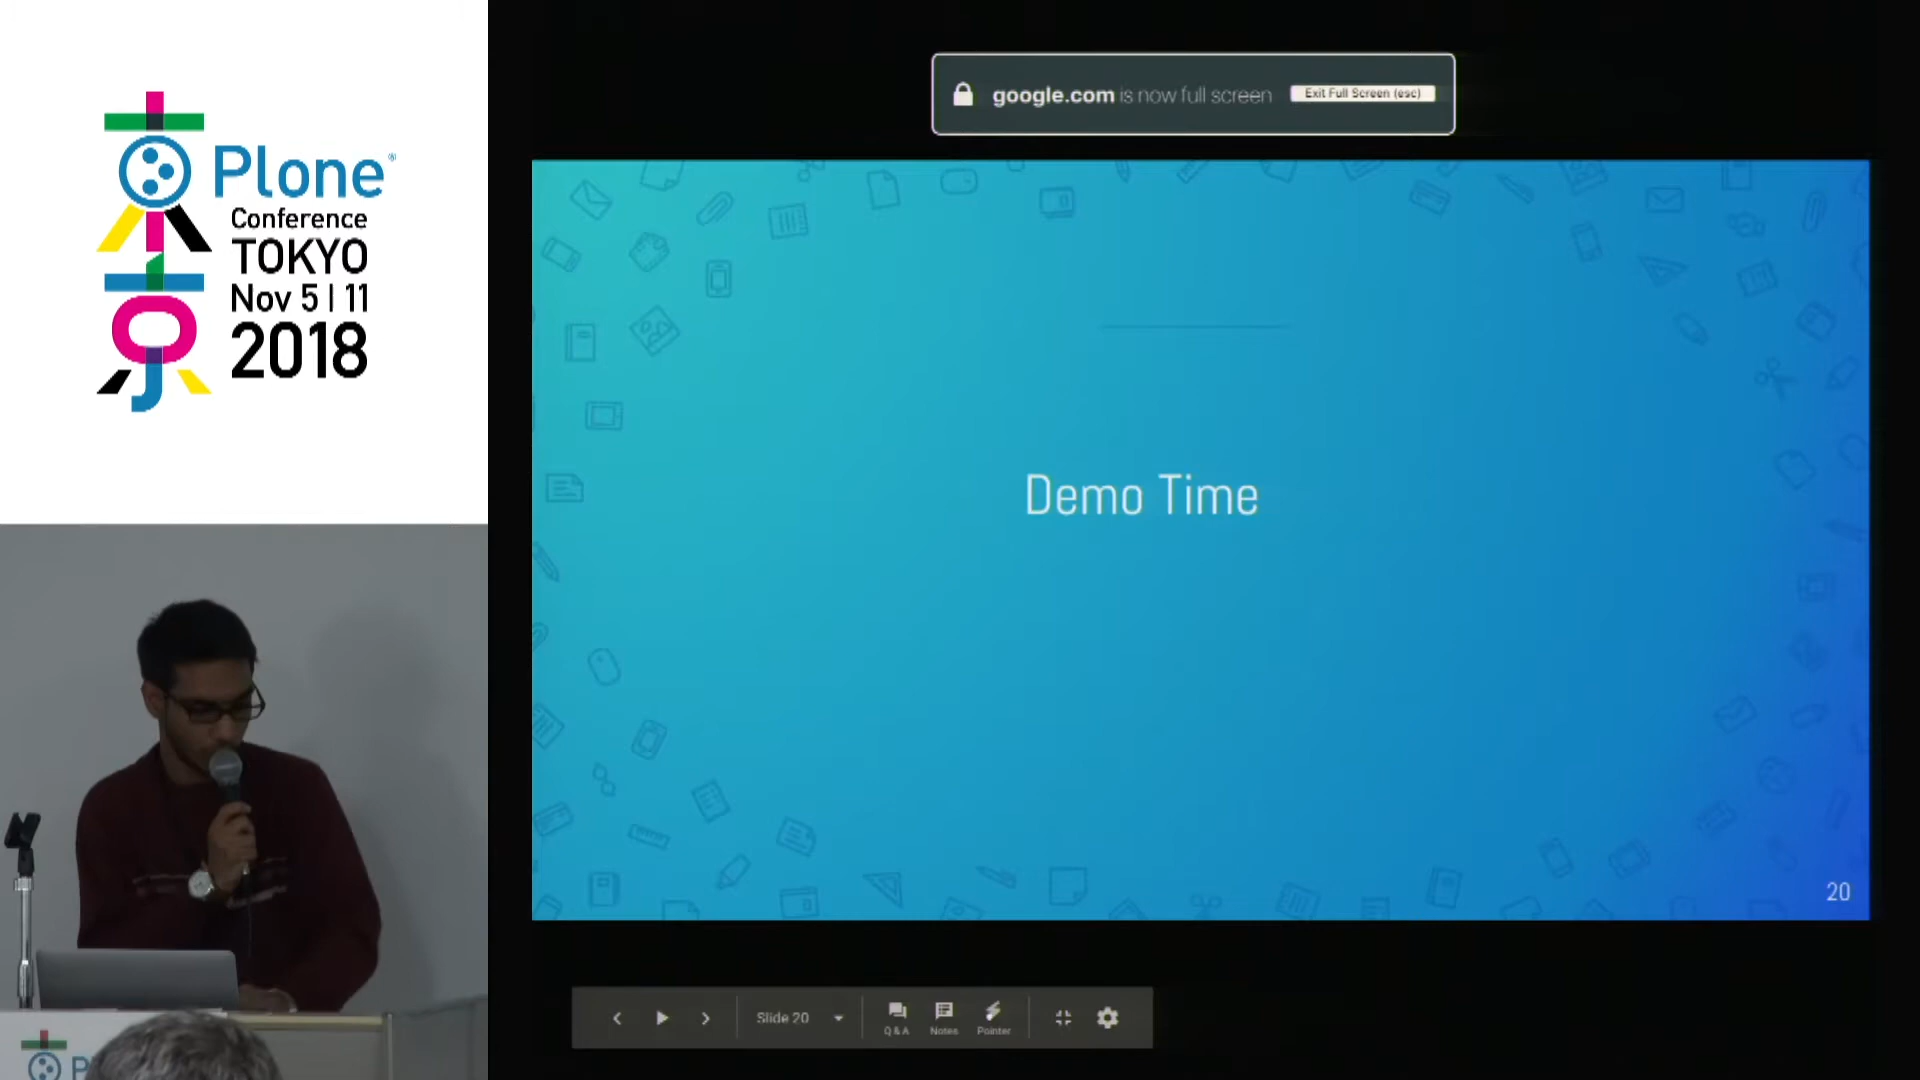 Plone®
Conference
TOKYO
Nov 5 | 11
2018
google.com is now full screen
Exit Full Screen (esc)
Demo Time
20
Slide 20
Q & A
Notes
Pointer